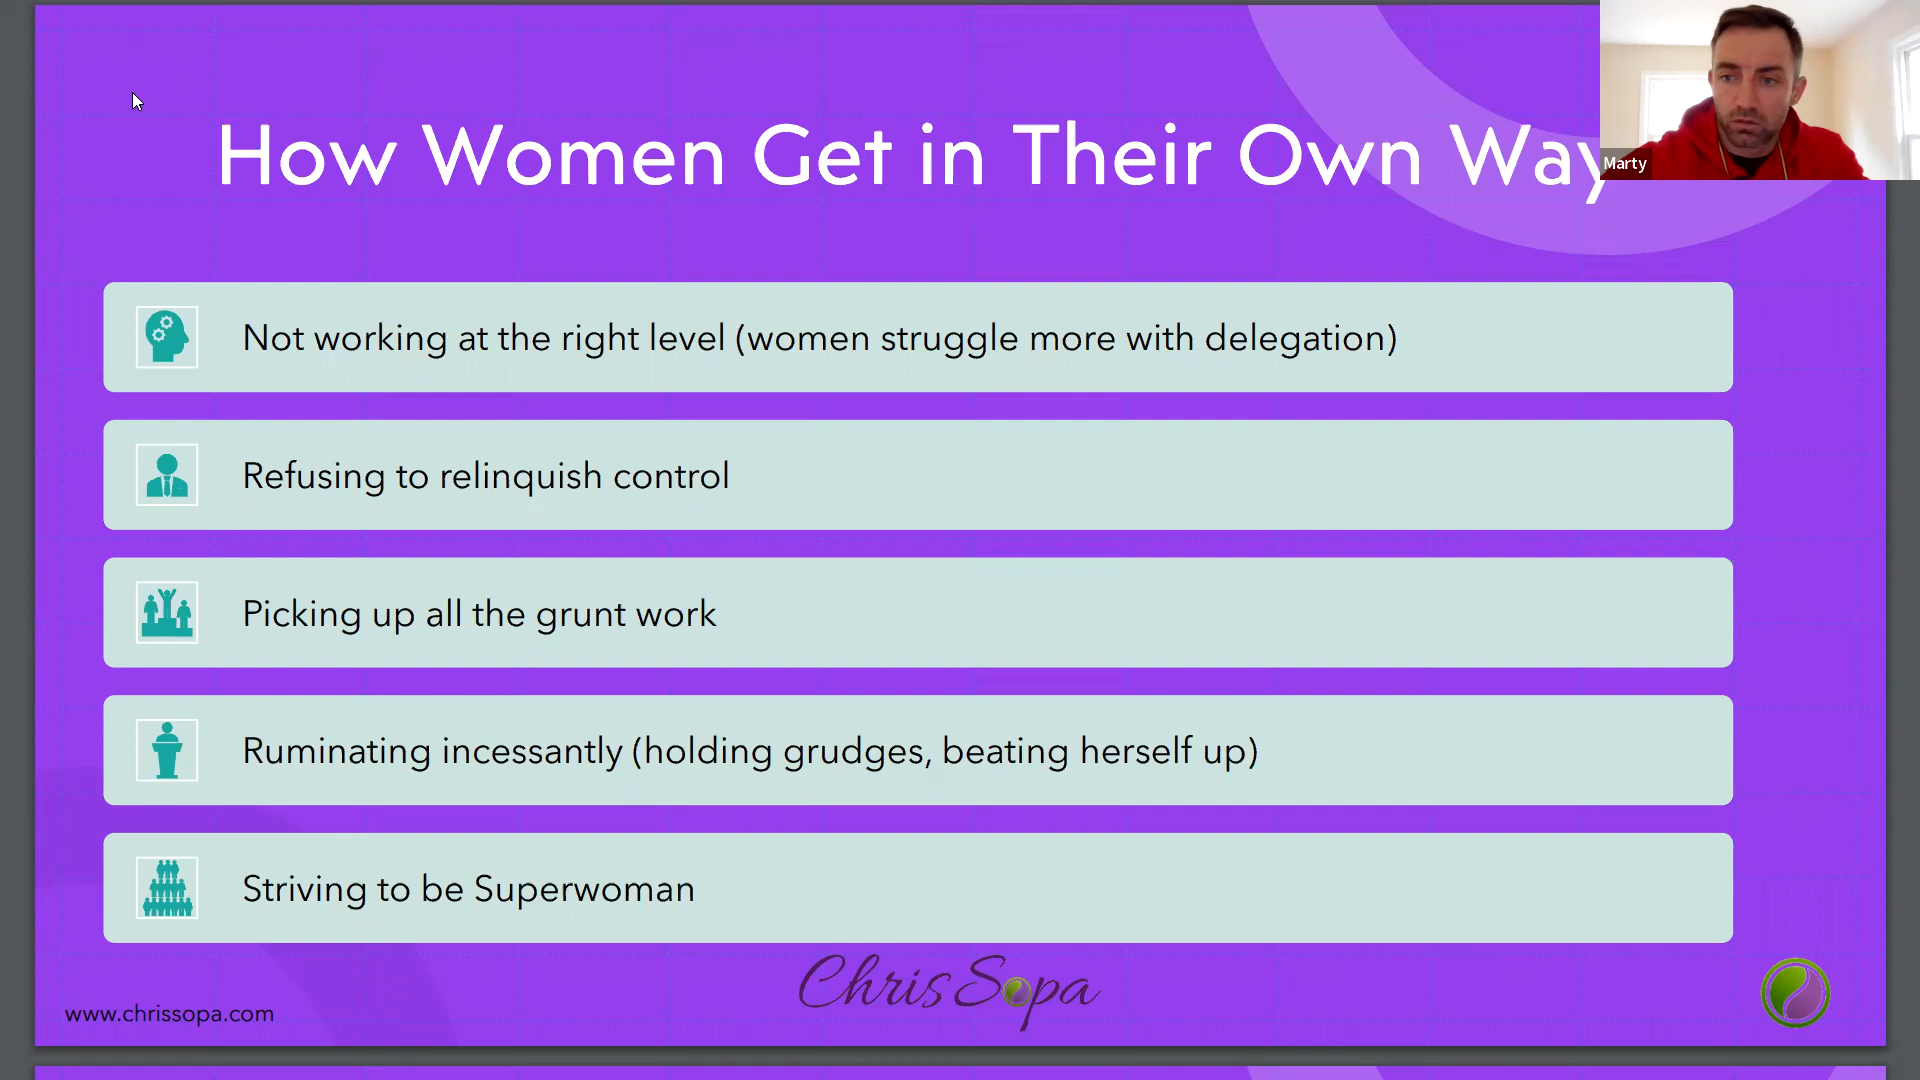 How Women Get in Their Own Way
Marty
Not working at the right level (women struggle more with delegation)
Refusing to relinquish control
Picking up all the grunt work
Ruminating incessantly (holding grudges, beating herself up)
Striving to be Superwoman
Chris Sopa
www.chrissopa.com